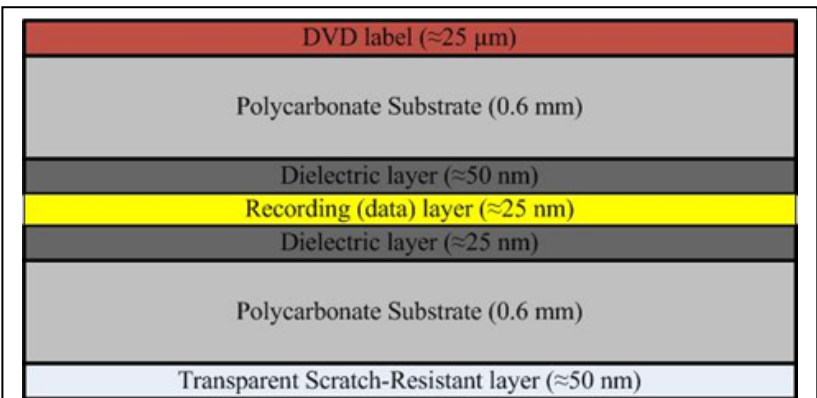 DVD label (≈25 μm)
Polycarbonate Substrate (0.6 mm)
Dielectric layer (≈50 nm)
Recording (data) layer (≈25 nm)
Dielectric layer (≈25 nm)
Polycarbonate Substrate (0.6 mm)
Transparent Scratch-Resistant layer (≈50 nm)